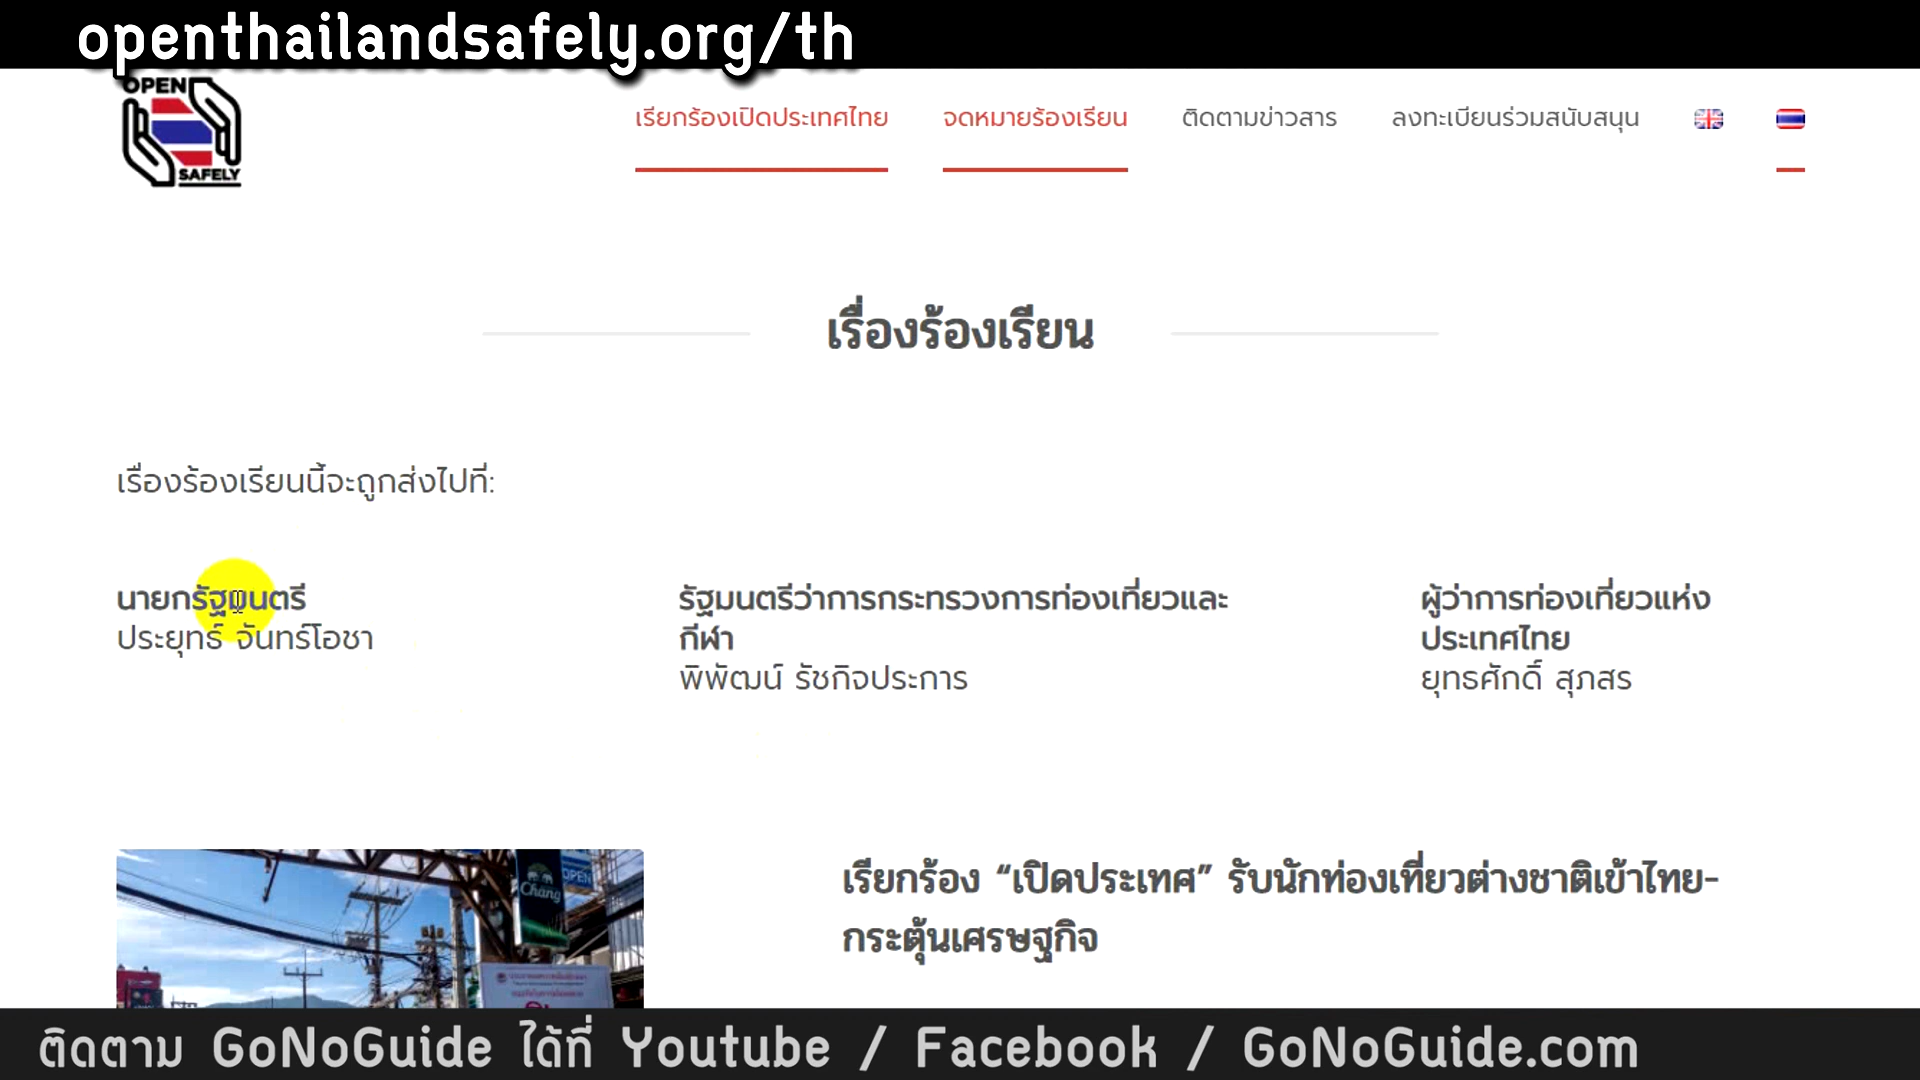 openthailandsafely.org/th
OPEN
SAFELY
เรียกร้องเปิดประเทศไทย จดหมายร้องเรียน ติดตามข่าวสาร ลงทะเบียนร่วมสนับสนุน
เรื่องร้องเรียน
เรื่องร้องเรียนนี้จะถูกส่งไปที่:
นายกรัฐมนตรี
ประยุทธ์ จันทร์โอชา
รัฐมนตรีว่าการกระทรวงการท่องเที่ยวและ
กีฬา
พิพัฒน์ รัชกิจประการ
ผู้ว่าการท่องเที่ยวแห่ง
ประเทศไทย
ยุทธศักดิ์ สุภสร
Chang
OPEN
เรียกร้อง “เปิดประเทศ” รับนักท่องเที่ยวต่างชาติเข้าไทย-
กระตุ้นเศรษฐกิจ
ติดตาม GoNoGuide ได้ที่ Youtube / Facebook / GoNoGuide.com